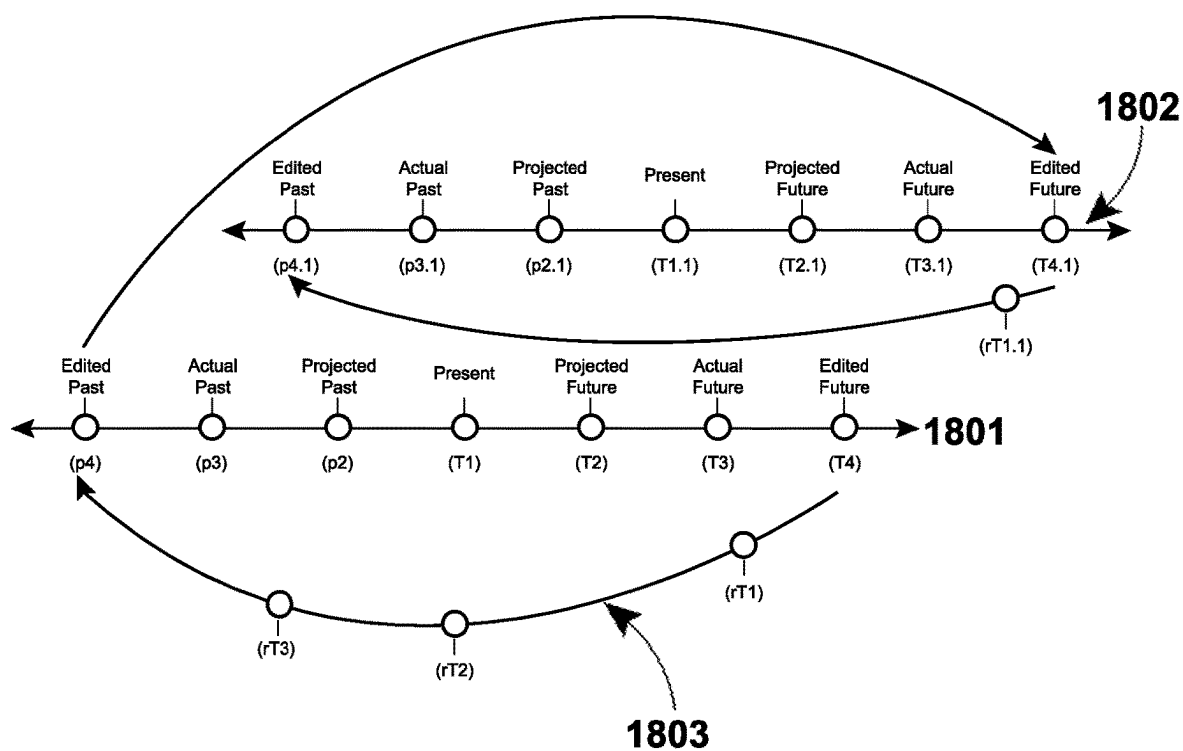 1802
Edited
Past
Actual
Past
Projected
Past
Present
Projected
Future
Actual
Future
Edited
Future
(p4.1)
(p3.1)
(p2.1)
(T1.1)
(T2.1)
(T3.1)
(T4.1)
(rT1.1)
Edited
Past
Actual
Past
Projected
Past
Present
Projected
Future
Actual
Future
Edited
Future
1801
(p4)
(p3)
(p2)
(T1)
(T2)
(T3)
(T4)
(rT1)
(rT3)
(rT2)
1803